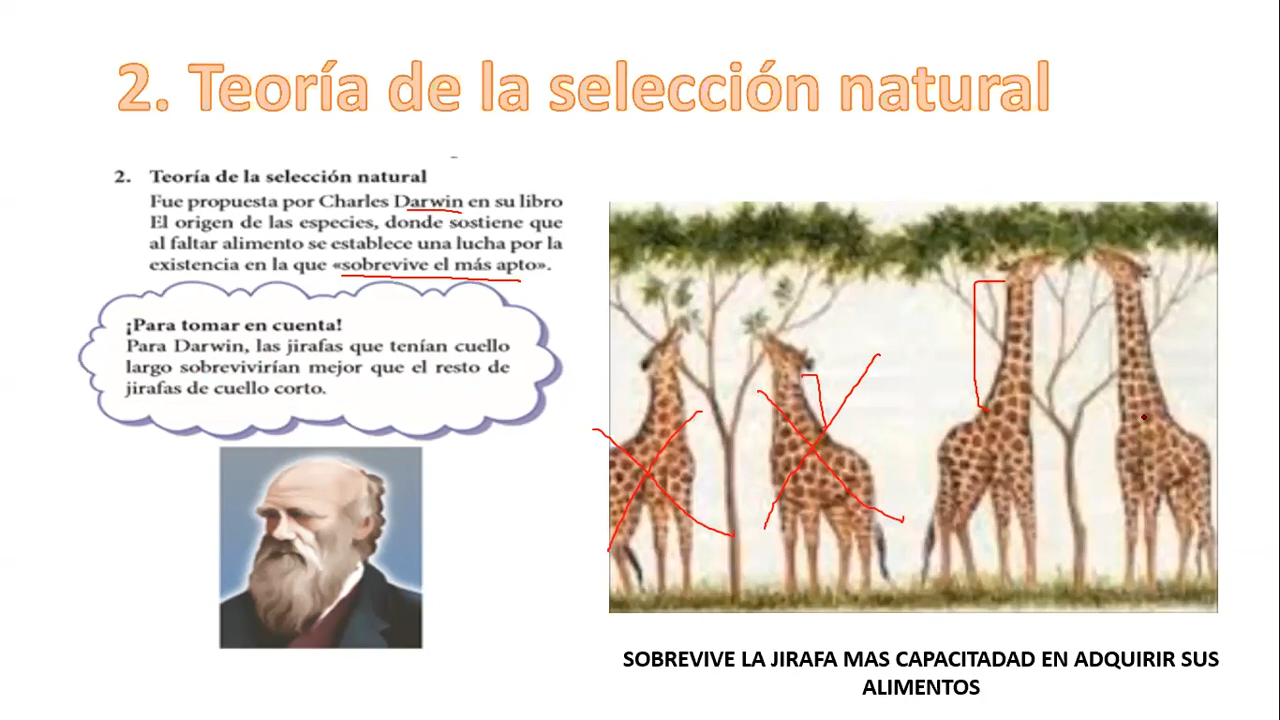 2. Teoría de la selección natural
2. Teoría de la selección natural
Fue propuesta por Charles Darwin en su libro
El origen de las especies, donde sostiene que
al faltar alimento se establece una lucha por la
existencia en la que «sobrevive el más apto».
¡Para tomar en cuenta!
Para Darwin, las jirafas que tenían cuello
largo sobrevivirían mejor que el resto de
jirafas de cuello corto.
SOBREVIVE LA JIRAFA MAS CAPACITADAD EN ADQUIRIR SUS
ALIMENTOS